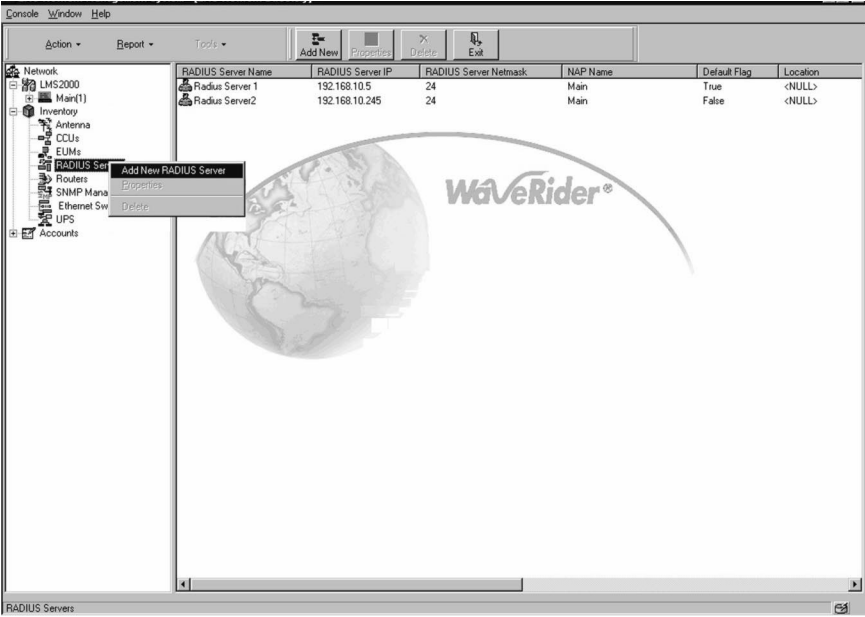 Console Window Help
Action Report Tools Add New Properties Delete Exit
Network
LMS2000
Main(1)
Inventory
Antenna
CCUs
EUMs
RADIUS Ser
Routers
SNMP Mana
Ethernet Sw
UPS
Accounts
Add New RADIUS Server
Properties
Delete
RADIUS Server Name RADIUS Server IP RADIUS Server Netmask NAP Name Default Flag Location
Radius Server 1 192.168.10.5 24 Main True <NULL>
Radius Server2 192.168.10.245 24 Main False <NULL>
WaVeRider®
RADIUS Servers